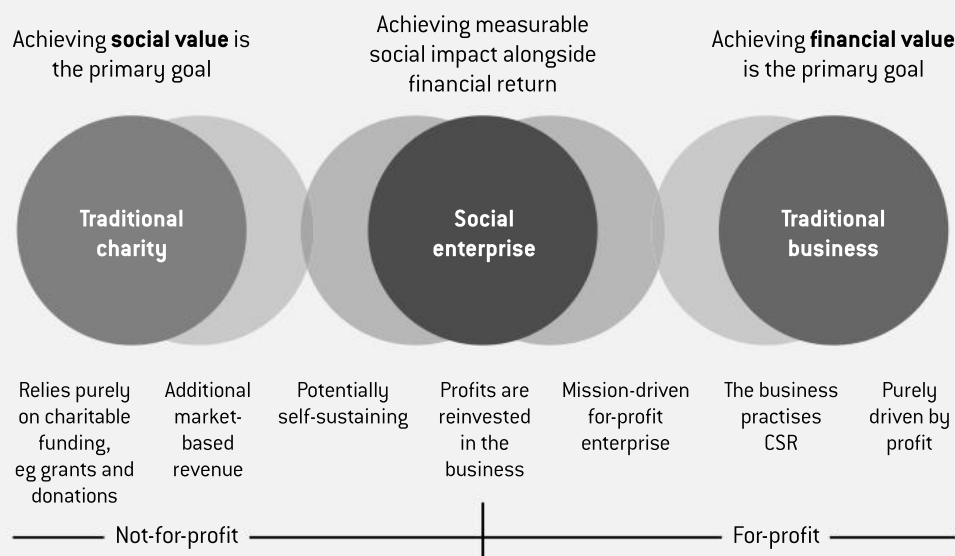 Achieving social value is
the primary goal
Achieving measurable
social impact alongside
financial return
Achieving financial value
is the primary goal
Traditional
charity
Social
enterprise
Traditional
business
Relies purely
on charitable
funding,
eg grants and
donations
Additional
market-
based
revenue
Potentially
self-sustaining
Profits are
reinvested
in the
business
Mission-driven
for-profit
enterprise
The business
practises
CSR
Purely
driven by
profit
Not-for-profit
For-profit